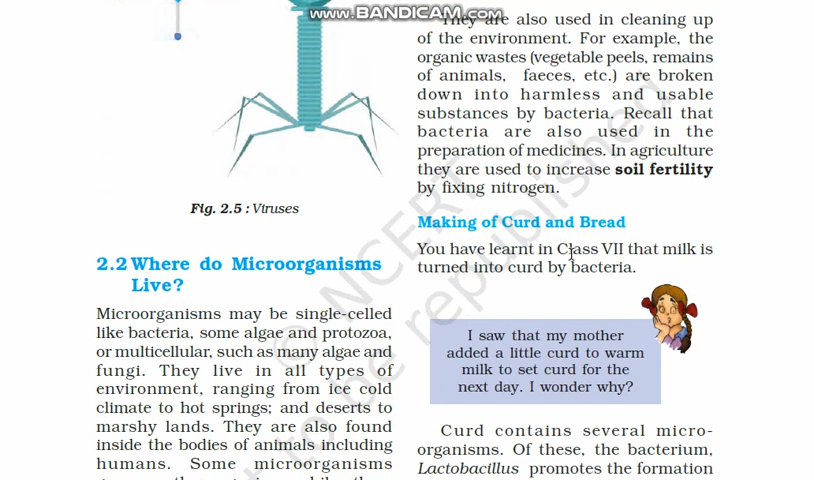 www.BANDICAM.com
Fig. 2.5 : Viruses
2.2 Where do Microorganisms
Live?
Microorganisms may be single-celled
like bacteria, some algae and protozoa,
or multicellular, such as many algae and
fungi. They live in all types of
environment, ranging from ice cold
climate to hot springs; and deserts to
marshy lands. They are also found
inside the bodies of animals including
humans. Some microorganisms
They are also used in cleaning up
of the environment. For example, the
organic wastes (vegetable peels, remains
of animals, faeces, etc.) are broken
down into harmless and usable
substances by bacteria. Recall that
bacteria are also used in the
preparation of medicines. In agriculture
they are used to increase soil fertility
by fixing nitrogen.
Making of Curd and Bread
You have learnt in Class VII that milk is
turned into curd by bacteria.
I saw that my mother
added a little curd to warm
milk to set curd for the
next day. I wonder why?
Curd contains several micro-
organisms. Of these, the bacterium,
Lactobacillus promotes the formation
© NCERT
not to be republished